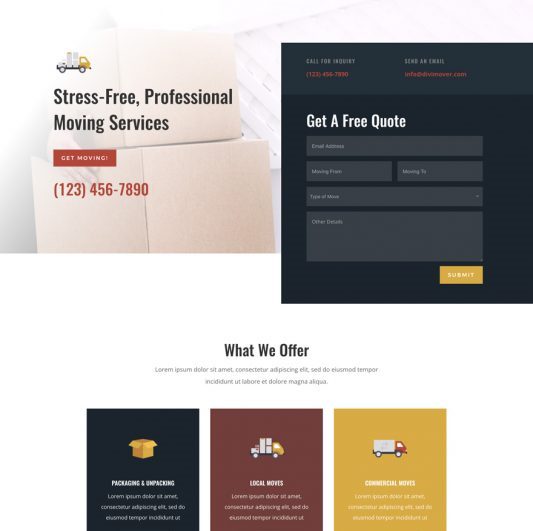 Stress-Free, Professional
Moving Services
GET MOVING!
(123) 456-7890
CALL FOR INQUIRY
(123) 456-7890
SEND AN EMAIL
info@divimover.com
Get A Free Quote
Email Address
Moving From
Moving To
Type of Move
Other Details
SUBMIT
What We Offer
Lorem ipsum dolor sit amet, consectetur adipiscing elit, sed do eiusmod tempor
incididunt ut labore et dolore magna aliqua.
PACKAGING & UNPACKING
Lorem ipsum dolor sit amet,
consectetur adipiscing elit, sed do
eiusmod tempor incididunt ut
LOCAL MOVES
Lorem ipsum dolor sit amet,
consectetur adipiscing elit, sed do
eiusmod tempor incididunt ut
COMMERCIAL MOVES
Lorem ipsum dolor sit amet,
consectetur adipiscing elit, sed do
eiusmod tempor incididunt ut